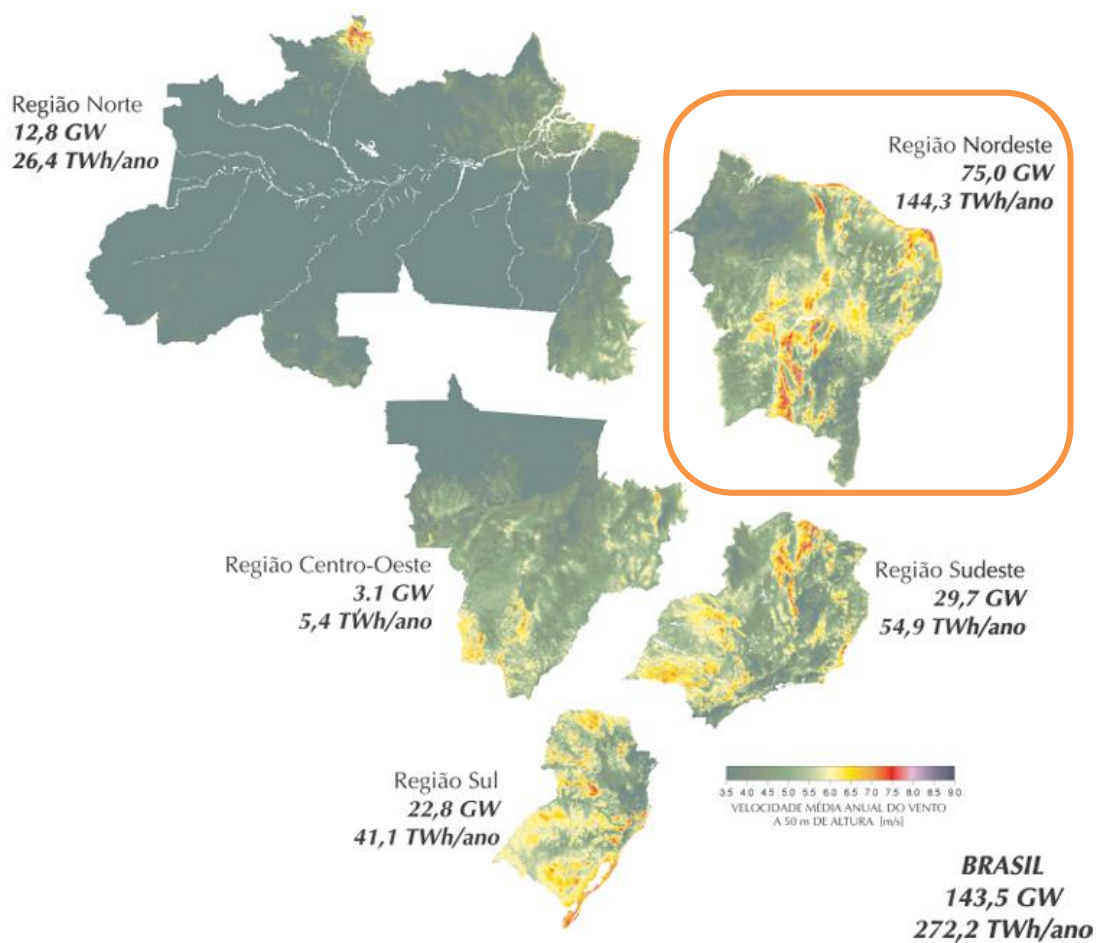 Região Norte
12,8 GW
26,4 TWh/ano
Região Nordeste
75,0 GW
144,3 TWh/ano
Região Centro-Oeste
3.1 GW
5,4 TWh/ano
Região Sudeste
29,7 GW
54,9 TWh/ano
Região Sul
22,8 GW
41,1 TWh/ano
3.5 4.0 4.5 5.0 5.5 6.0 6.5 7.0 7.5 8.0 8.5 9.0
VELOCIDADE MÉDIA ANUAL DO VENTO
A 50 m DE ALTURA [m/s]
BRASIL
143,5 GW
272,2 TWh/ano